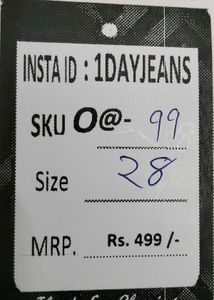 INSTA ID : 1DAYJEANS
SKU O@- 99
Size 28
MRP. Rs. 499 /-